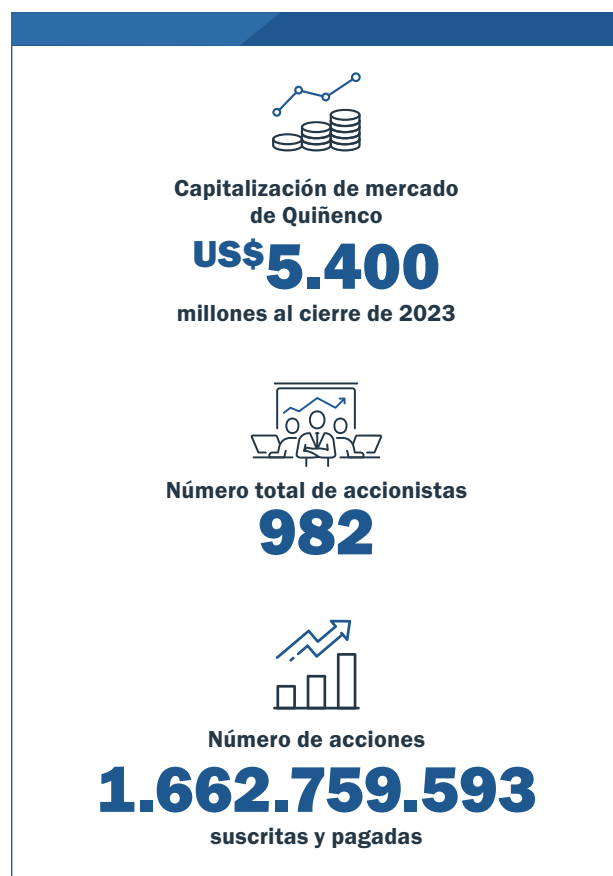 Capitalización de mercado
de Quiñenco
US$5.400
millones al cierre de 2023
Número total de accionistas
982
Número de acciones
1.662.759.593
suscritas y pagadas